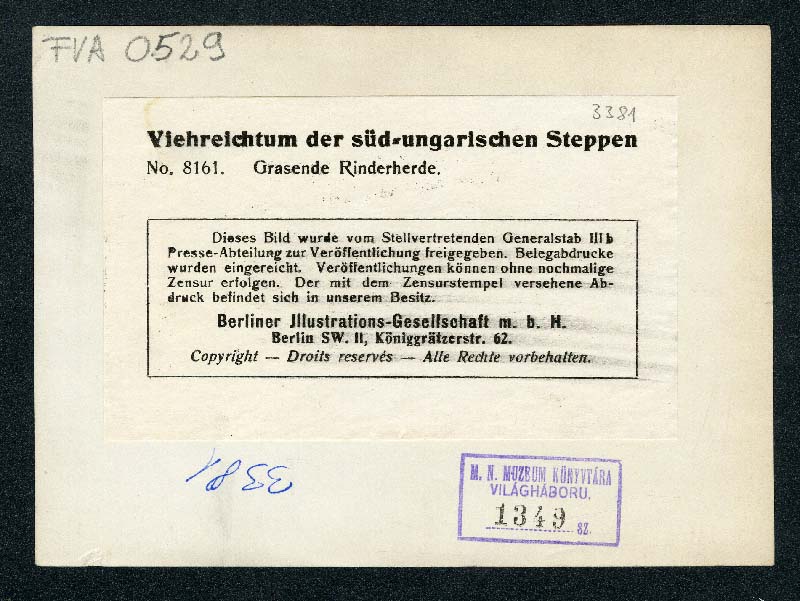 FVA 0529
3381
Viehreichtum der süd-ungarischen Steppen
No. 8161. Grasende Rinderherde.
Dieses Bild wurde vom Stellvertretenden Generalstab IIIb
Presse-Abteilung zur Veröffentlichung freigegeben. Belegabdrucke
wurden eingereicht. Veröffentlichungen können ohne nochmalige
Zensur erfolgen. Der mit dem Zensurstempel versehene Ab-
druck befindet sich in unserem Besitz.
Berliner Jllustrations-Gesellschaft m. b. H.
Berlin SW. 11, Königgrätzerstr. 62.
Copyright — Droits reservés — Alle Rechte vorbehalten.
3381
M. N. MUZEUM KÖNYVTÁRA
VILÁGHÁBORU.
1349 SZ.